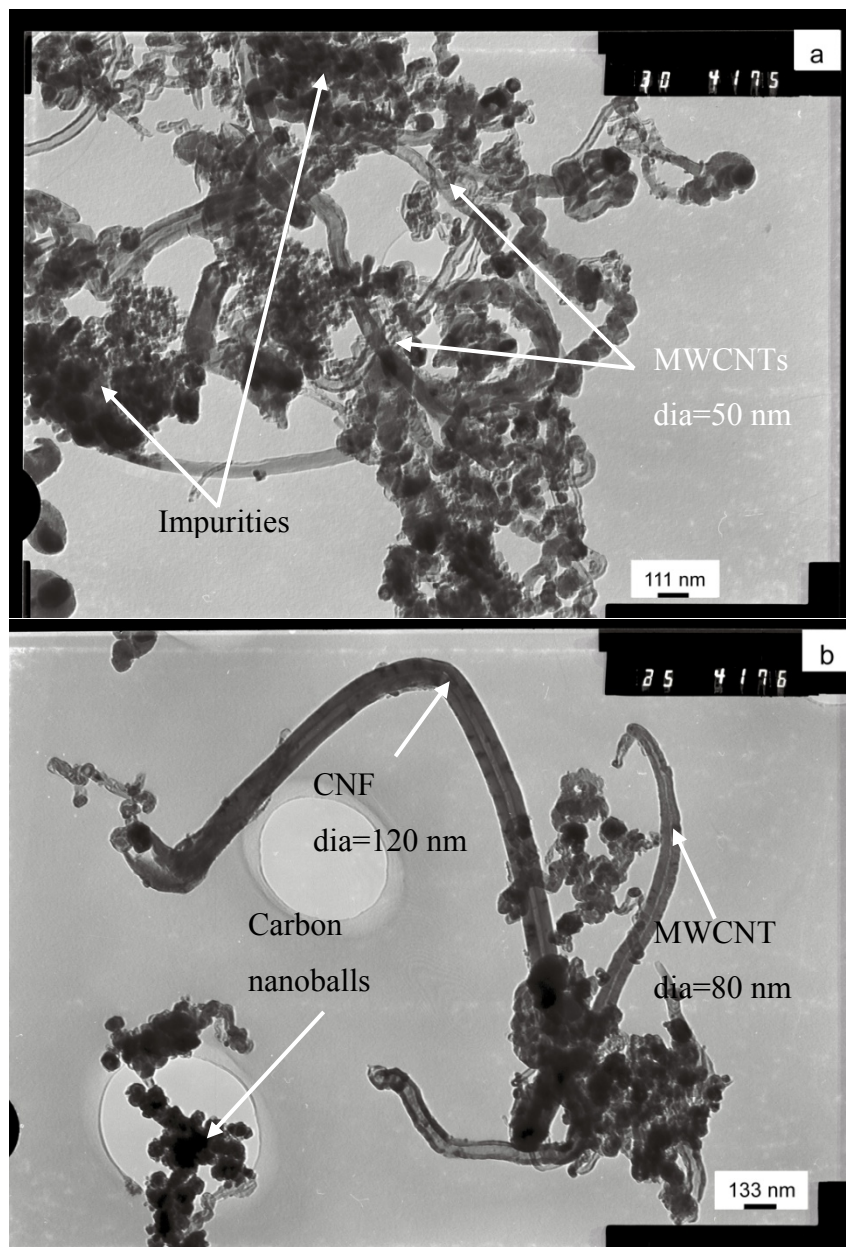 a
30 4175
MWCNTs
dia=50 nm
Impurities
111 nm
b
25 4176
CNF
dia=120 nm
Carbon
nanoballs
MWCNT
dia=80 nm
133 nm